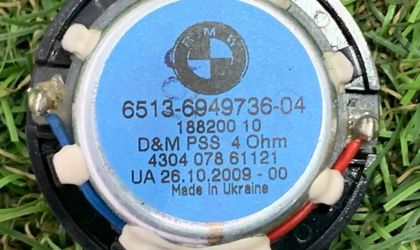 BMW
6513-6949736-04
188200 10
D&M PSS 4 Ohm
4304 078 61121
UA 26.10.2009 - 00
Made in Ukraine